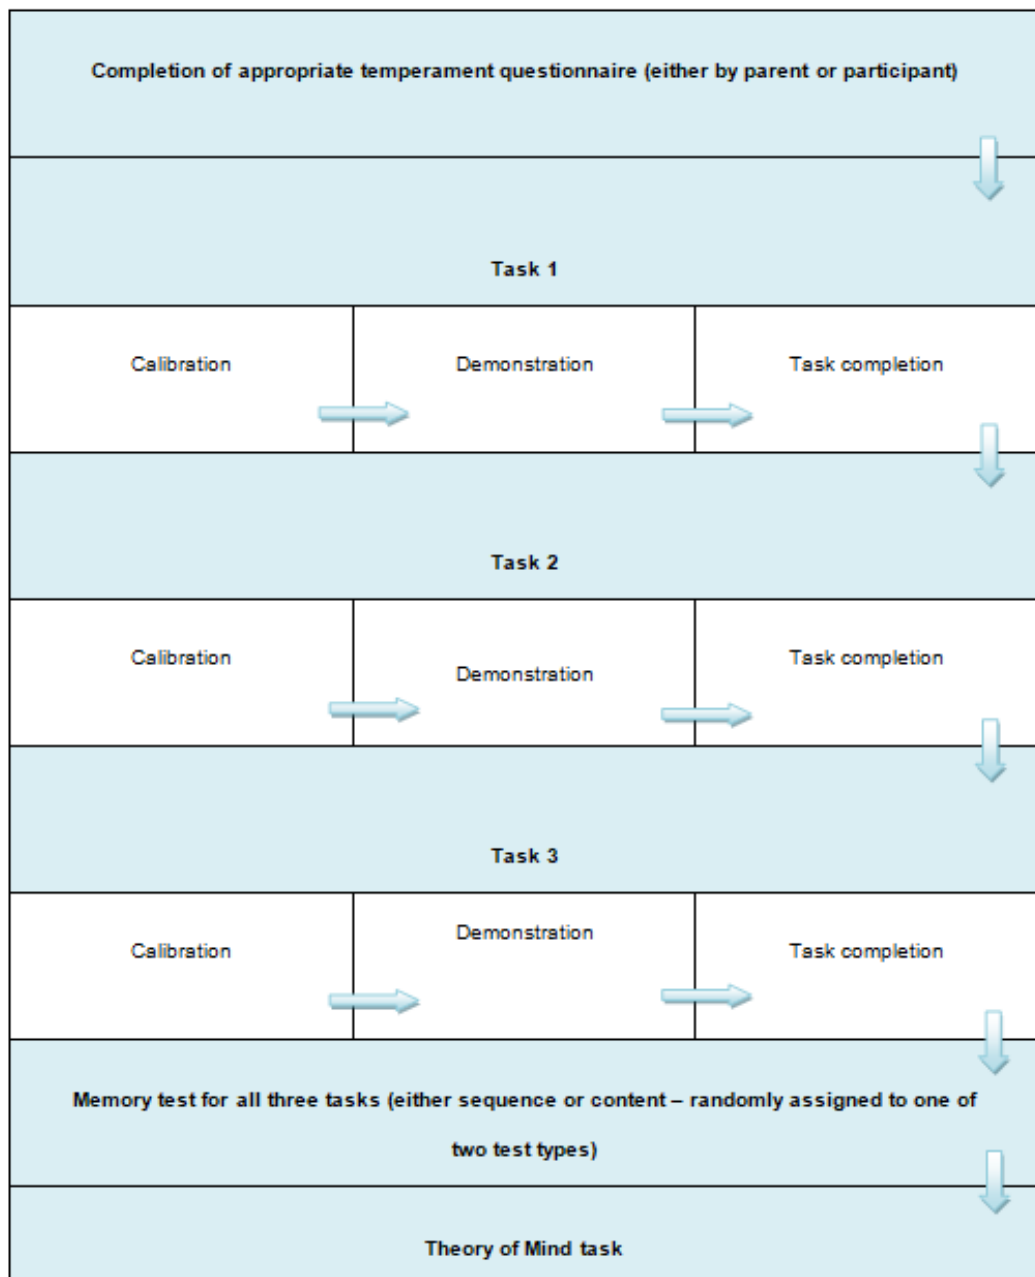 Completion of appropriate temperament questionnaire (either by parent or participant)
Task 1
Calibration
Demonstration
Task completion
Task 2
Calibration
Demonstration
Task completion
Task 3
Calibration
Demonstration
Task completion
Memory test for all three tasks (either sequence or content – randomly assigned to one of
two test types)
Theory of Mind task